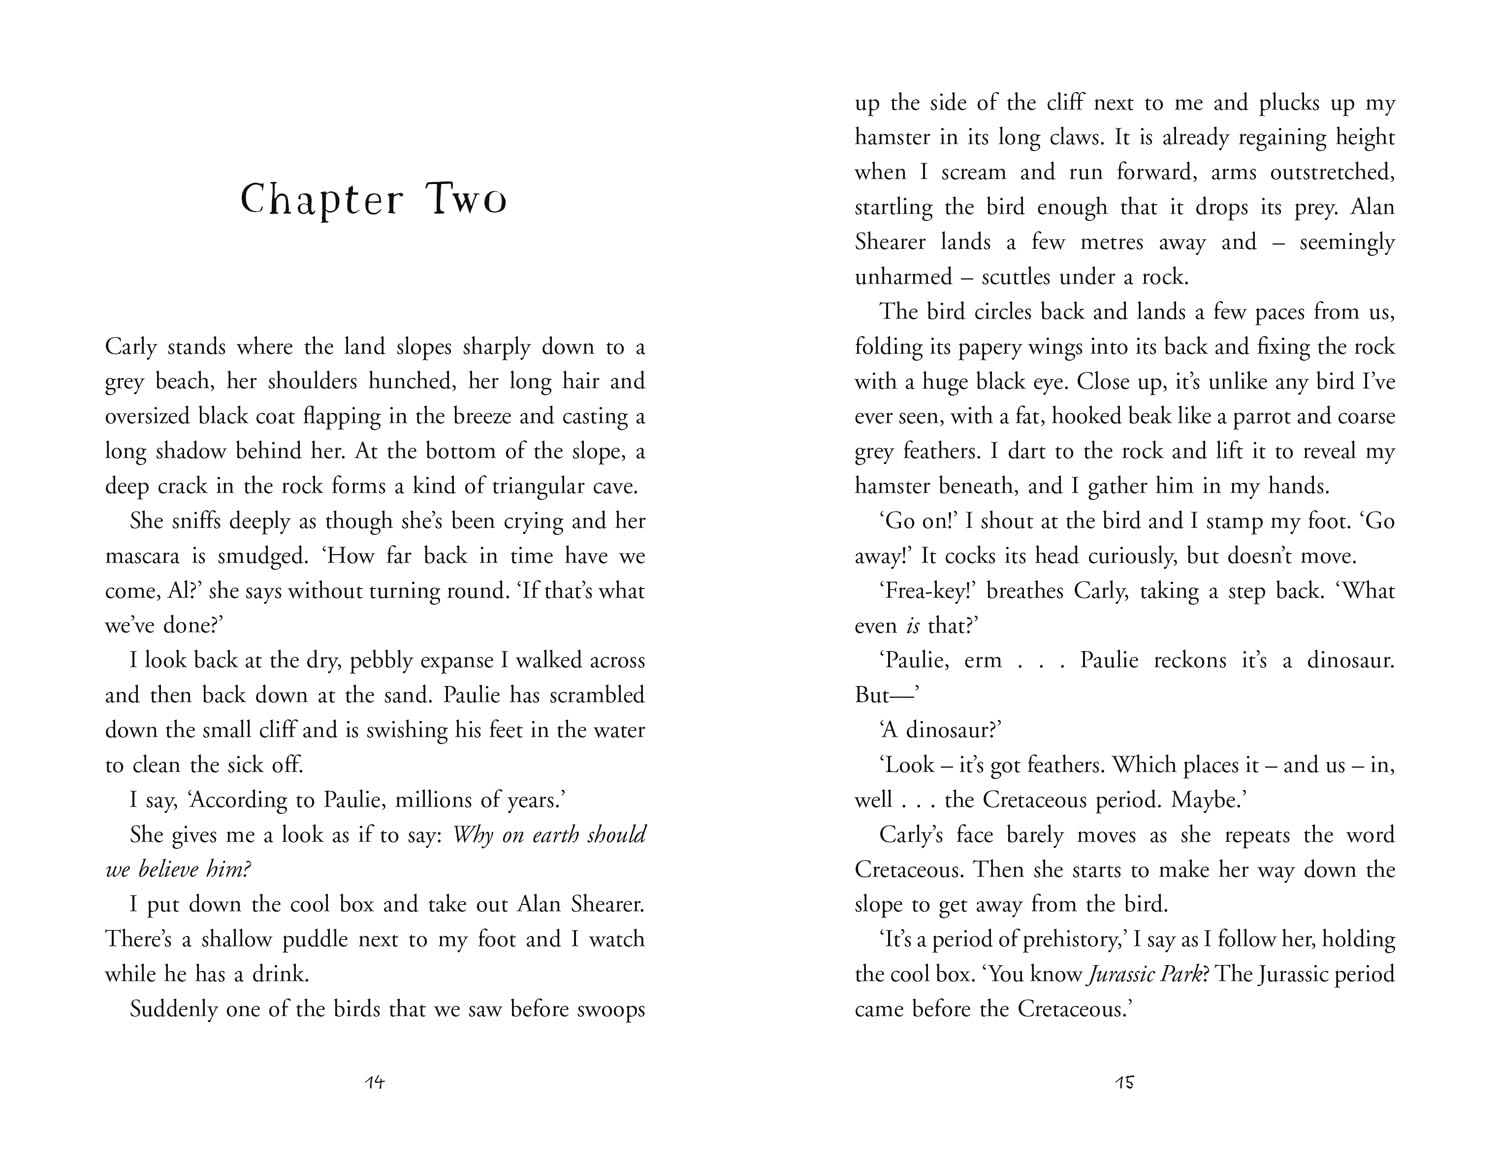 Chapter Two
Carly stands where the land slopes sharply down to a
grey beach, her shoulders hunched, her long hair and
oversized black coat flapping in the breeze and casting a
long shadow behind her. At the bottom of the slope, a
deep crack in the rock forms a kind of triangular cave.
She sniffs deeply as though she’s been crying and her
mascara is smudged. ‘How far back in time have we
come, Al?’ she says without turning round. ‘If that’s what
we’ve done?’
I look back at the dry, pebbly expanse I walked across
and then back down at the sand. Paulie has scrambled
down the small cliff and is swishing his feet in the water
to clean the sick off.
I say, ‘According to Paulie, millions of years.’
She gives me a look as if to say: Why on earth should
we believe him?
I put down the cool box and take out Alan Shearer.
There’s a shallow puddle next to my foot and I watch
while he has a drink.
Suddenly one of the birds that we saw before swoops
14
up the side of the cliff next to me and plucks up my
hamster in its long claws. It is already regaining height
when I scream and run forward, arms outstretched,
startling the bird enough that it drops its prey. Alan
Shearer lands a few metres away and – seemingly
unharmed – scuttles under a rock.
The bird circles back and lands a few paces from us,
folding its papery wings into its back and fixing the rock
with a huge black eye. Close up, it’s unlike any bird I’ve
ever seen, with a fat, hooked beak like a parrot and coarse
grey feathers. I dart to the rock and lift it to reveal my
hamster beneath, and I gather him in my hands.
‘Go on!’ I shout at the bird and I stamp my foot. ‘Go
away!’ It cocks its head curiously, but doesn’t move.
‘Frea-key!’ breathes Carly, taking a step back. ‘What
even is that?’
‘Paulie, erm . . . Paulie reckons it’s a dinosaur.
But—’
‘A dinosaur?’
‘Look – it’s got feathers. Which places it – and us – in,
well . . . the Cretaceous period. Maybe.’
Carly’s face barely moves as she repeats the word
Cretaceous. Then she starts to make her way down the
slope to get away from the bird.
‘It’s a period of prehistory,’ I say as I follow her, holding
the cool box. ‘You know Jurassic Park? The Jurassic period
came before the Cretaceous.’
15